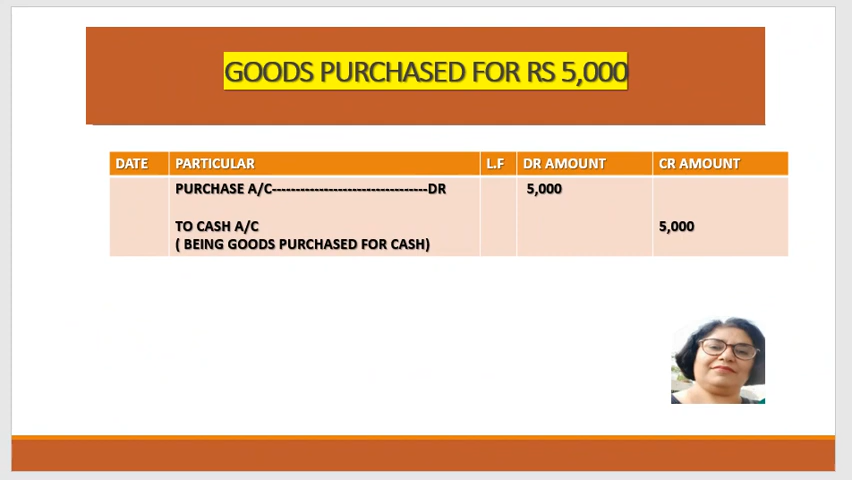 GOODS PURCHASED FOR RS 5,000
DATE PARTICULAR L.F DR AMOUNT CR AMOUNT
PURCHASE A/C---------------------------------DR 5,000
TO CASH A/C 5,000
( BEING GOODS PURCHASED FOR CASH)